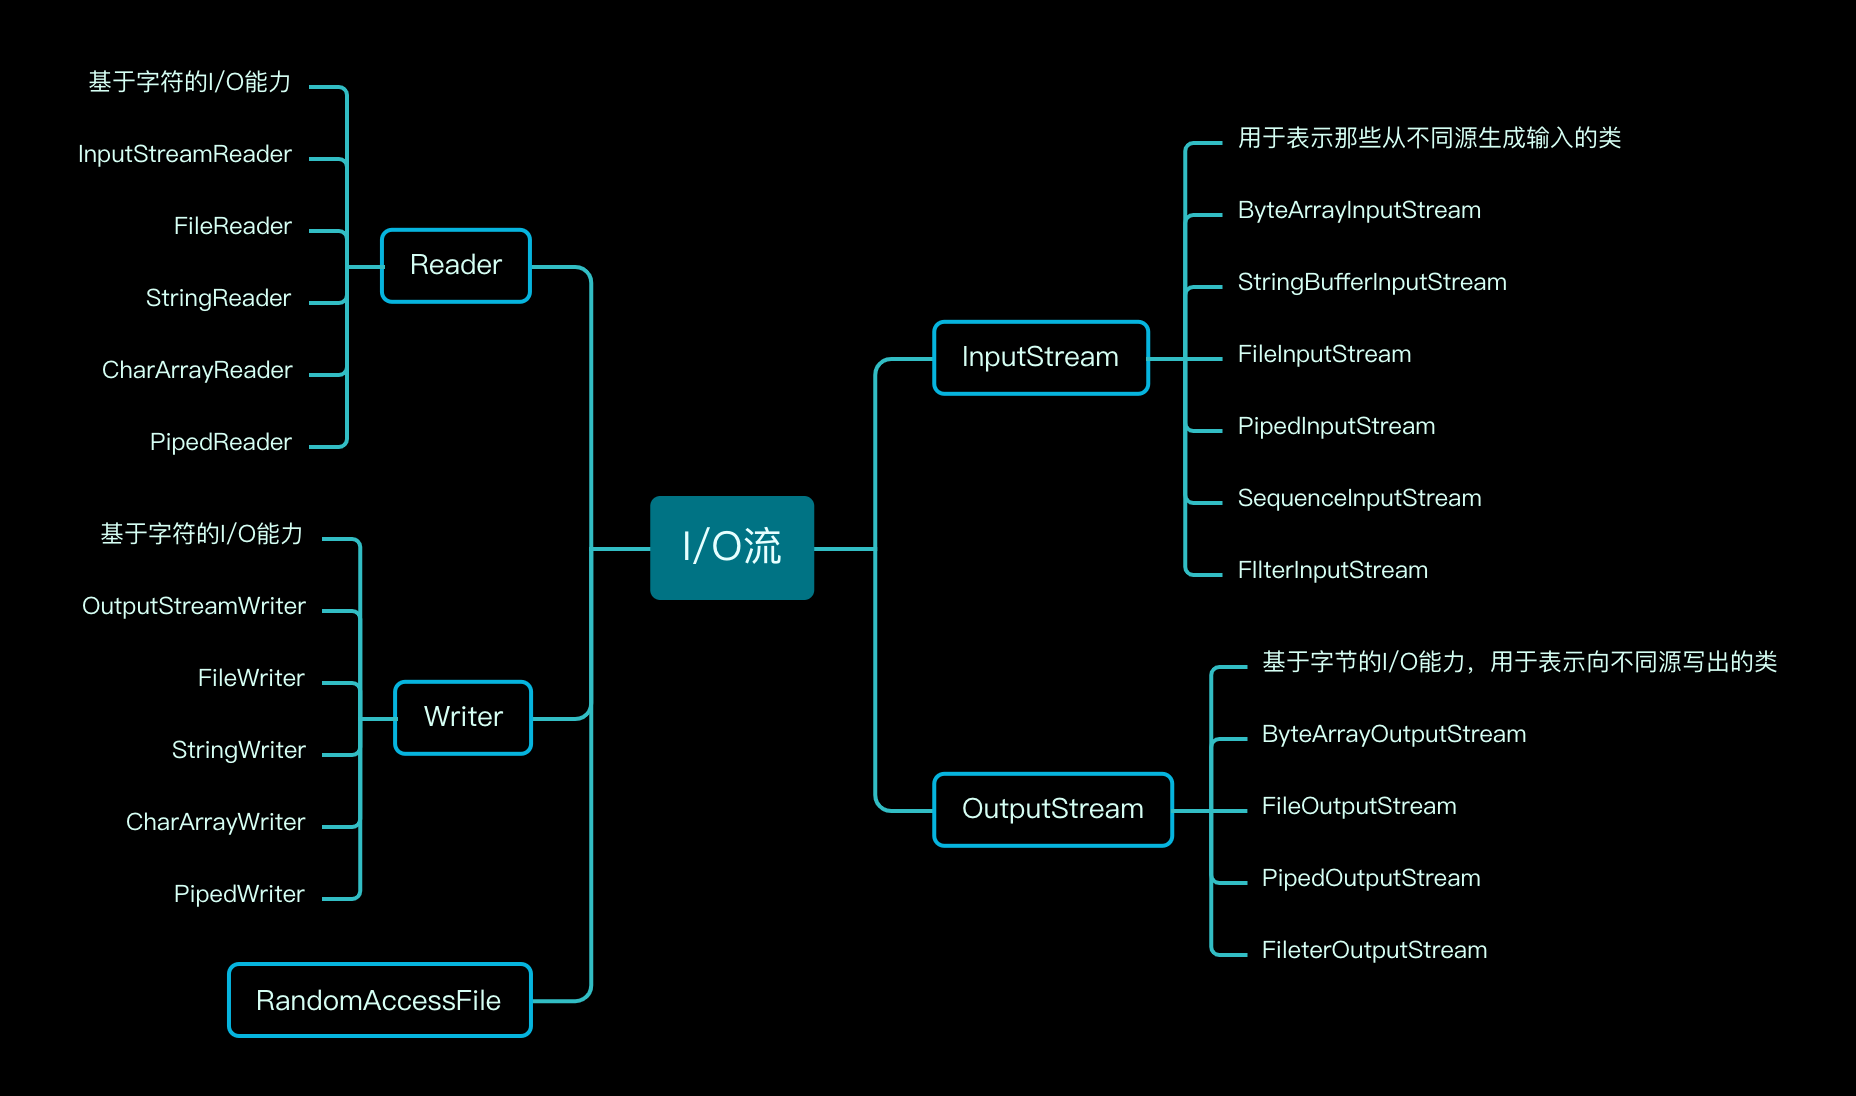 I/O流
Reader
基于字符的I/O能力
InputStreamReader
FileReader
StringReader
CharArrayReader
PipedReader
Writer
基于字符的I/O能力
OutputStreamWriter
FileWriter
StringWriter
CharArrayWriter
PipedWriter
RandomAccessFile
InputStream
用于表示那些从不同源生成输入的类
ByteArrayInputStream
StringBufferInputStream
FileInputStream
PipedInputStream
SequenceInputStream
FIlterInputStream
OutputStream
基于字节的I/O能力，用于表示向不同源写出的类
ByteArrayOutputStream
FileOutputStream
PipedOutputStream
FileterOutputStream